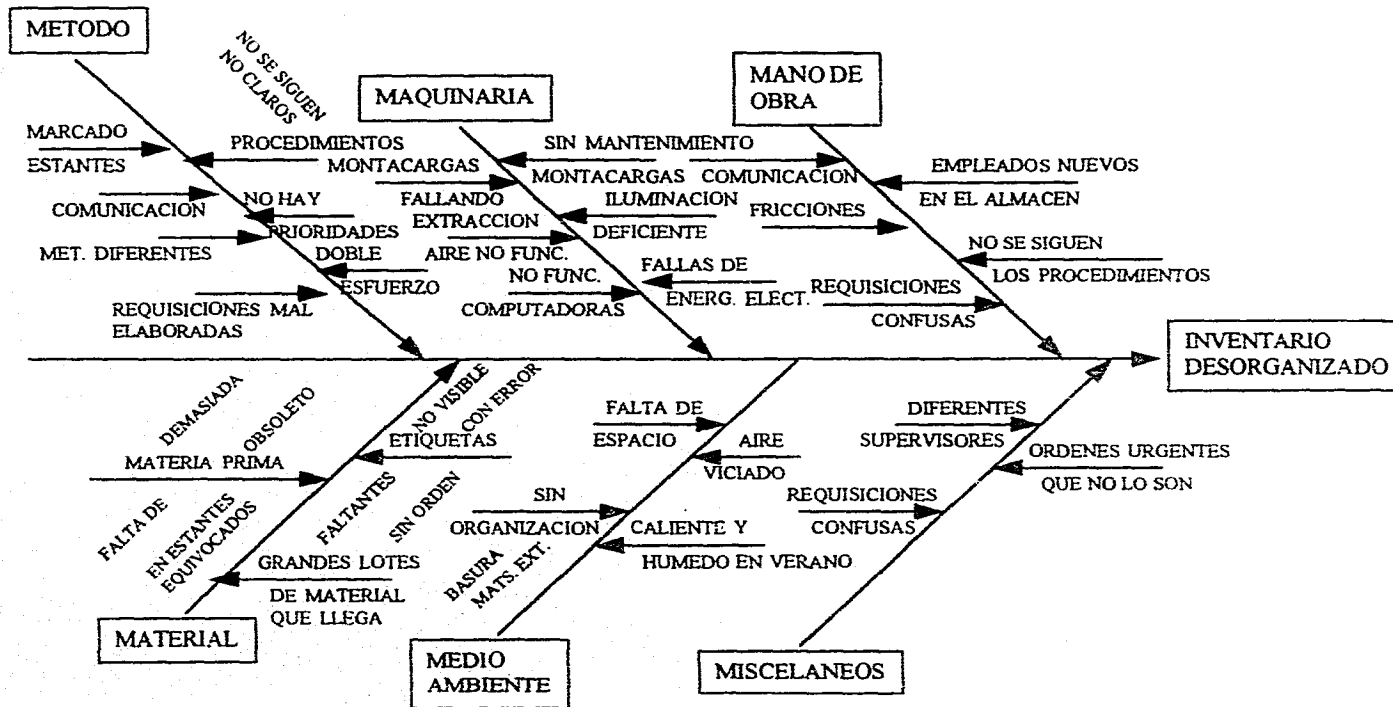 METODO
NO SE SIGUEN
NO CLAROS
MAQUINARIA
MANO DE
OBRA
MARCADO
ESTANTES
PROCEDIMIENTOS
COMUNICACION
NO HAY
PRIORIDADES
MET. DIFERENTES
DOBLE
ESFUERZO
REQUISICIONES MAL
ELABORADAS
SIN MANTENIMIENTO
MONTACARGAS
MONTACARGAS
FALLANDO
ILUMINACION
DEFICIENTE
EXTRACCION
AIRE NO FUNC.
FALLAS DE
ENERG. ELECT.
NO FUNC.
COMPUTADORAS
COMUNICACION
EMPLEADOS NUEVOS
EN EL ALMACEN
FRICCIONES
NO SE SIGUEN
LOS PROCEDIMIENTOS
REQUISICIONES
CONFUSAS
INVENTARIO
DESORGANIZADO
DEMASIADA
OBSOLETO
MATERIA PRIMA
FALTA DE
EN ESTANTES
EQUIVOCADOS
NO VISIBLE
CON ERROR
ETIQUETAS
FALTANTES
SIN ORDEN
GRANDES LOTES
DE MATERIAL
QUE LLEGA
MATERIAL
FALTA DE
ESPACIO
AIRE
VICIADO
SIN
ORGANIZACION
CALIENTE Y
HUMEDO EN VERANO
BASURA
MATS. EXT.
MEDIO
AMBIENTE
DIFERENTES
SUPERVISORES
ORDENES URGENTES
QUE NO LO SON
REQUISICIONES
CONFUSAS
MISCELANEOS